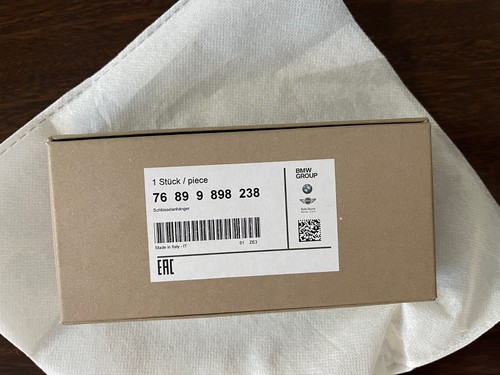 1 Stück / piece
76 89 9 898 238
Schlüsselanhänger
Made in Italy - IT
01 ZE3
EAC
BMW
GROUP